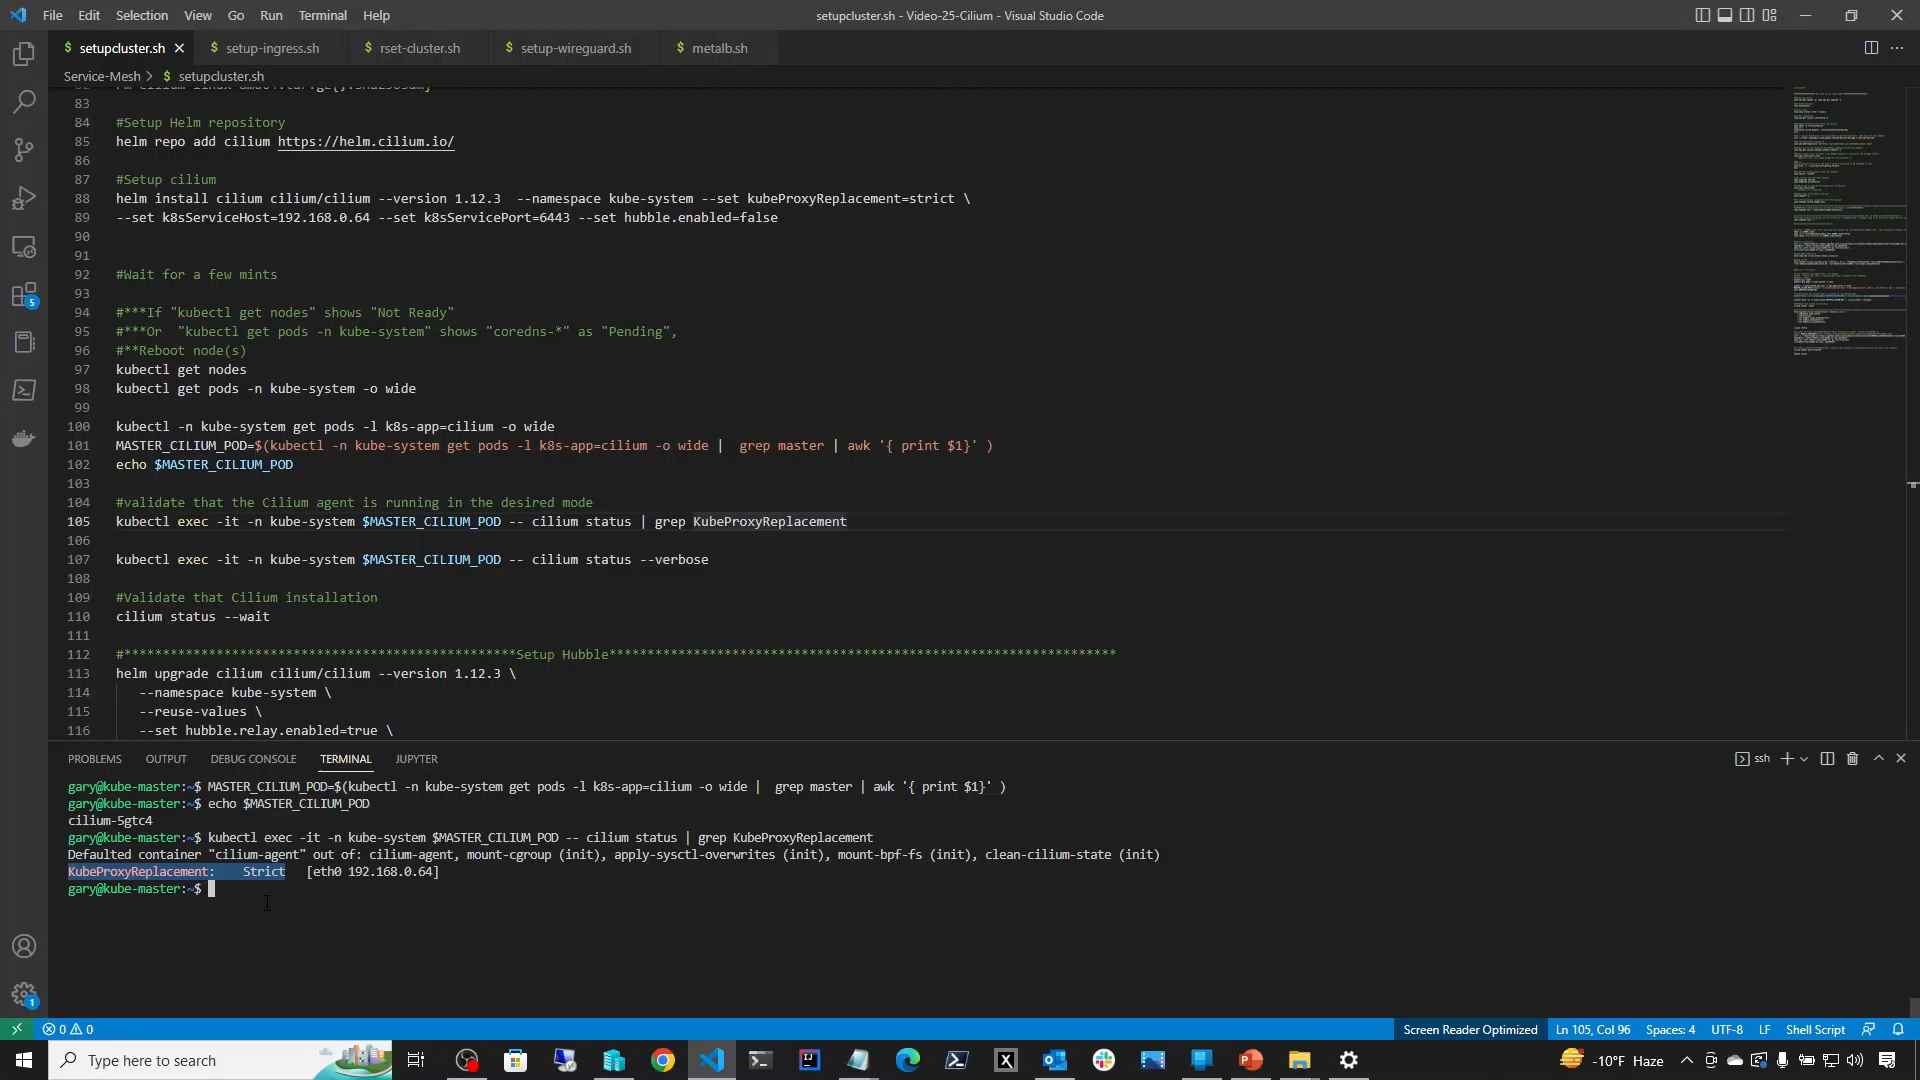 File Edit Selection View Go Run Terminal Help
setupcluster.sh - Video-25-Cilium - Visual Studio Code
$ setupcluster.sh
$ setup-ingress.sh
$ rset-cluster.sh
$ setup-wireguard.sh
$ metalb.sh
Service-Mesh > $ setupcluster.sh
83
84 #Setup Helm repository
85 helm repo add cilium https://helm.cilium.io/
86
87 #Setup cilium
88 helm install cilium cilium/cilium --version 1.12.3  --namespace kube-system --set kubeProxyReplacement=strict \
89 --set k8sServiceHost=192.168.0.64 --set k8sServicePort=6443 --set hubble.enabled=false
90
91
92 #Wait for a few mints
93
94 #***If "kubectl get nodes" shows "Not Ready"
95 #***Or  "kubectl get pods -n kube-system" shows "coredns-*" as "Pending",
96 #**Reboot node(s)
97 kubectl get nodes
98 kubectl get pods -n kube-system -o wide
99
100 kubectl -n kube-system get pods -l k8s-app=cilium -o wide
101 MASTER_CILIUM_POD=$(kubectl -n kube-system get pods -l k8s-app=cilium -o wide |  grep master | awk '{ print $1}' )
102 echo $MASTER_CILIUM_POD
103
104 #validate that the Cilium agent is running in the desired mode
105 kubectl exec -it -n kube-system $MASTER_CILIUM_POD -- cilium status | grep KubeProxyReplacement
106
107 kubectl exec -it -n kube-system $MASTER_CILIUM_POD -- cilium status --verbose
108
109 #Validate that Cilium installation
110 cilium status --wait
111
112 #***************************************************Setup Hubble******************************************************************
113 helm upgrade cilium cilium/cilium --version 1.12.3 \
114    --namespace kube-system \
115    --reuse-values \
116    --set hubble.relay.enabled=true \
PROBLEMS OUTPUT DEBUG CONSOLE TERMINAL JUPYTER
ssh
gary@kube-master:~$ MASTER_CILIUM_POD=$(kubectl -n kube-system get pods -l k8s-app=cilium -o wide |  grep master | awk '{ print $1}' )
gary@kube-master:~$ echo $MASTER_CILIUM_POD
cilium-5gtc4
gary@kube-master:~$ kubectl exec -it -n kube-system $MASTER_CILIUM_POD -- cilium status | grep KubeProxyReplacement
Defaulted container "cilium-agent" out of: cilium-agent, mount-cgroup (init), apply-sysctl-overwrites (init), mount-bpf-fs (init), clean-cilium-state (init)
KubeProxyReplacement:    Strict   [eth0 192.168.0.64]
gary@kube-master:~$
5
1
0 0
Screen Reader Optimized
Ln 105, Col 96
Spaces: 4
UTF-8
LF
Shell Script
Type here to search
-10°F Haze